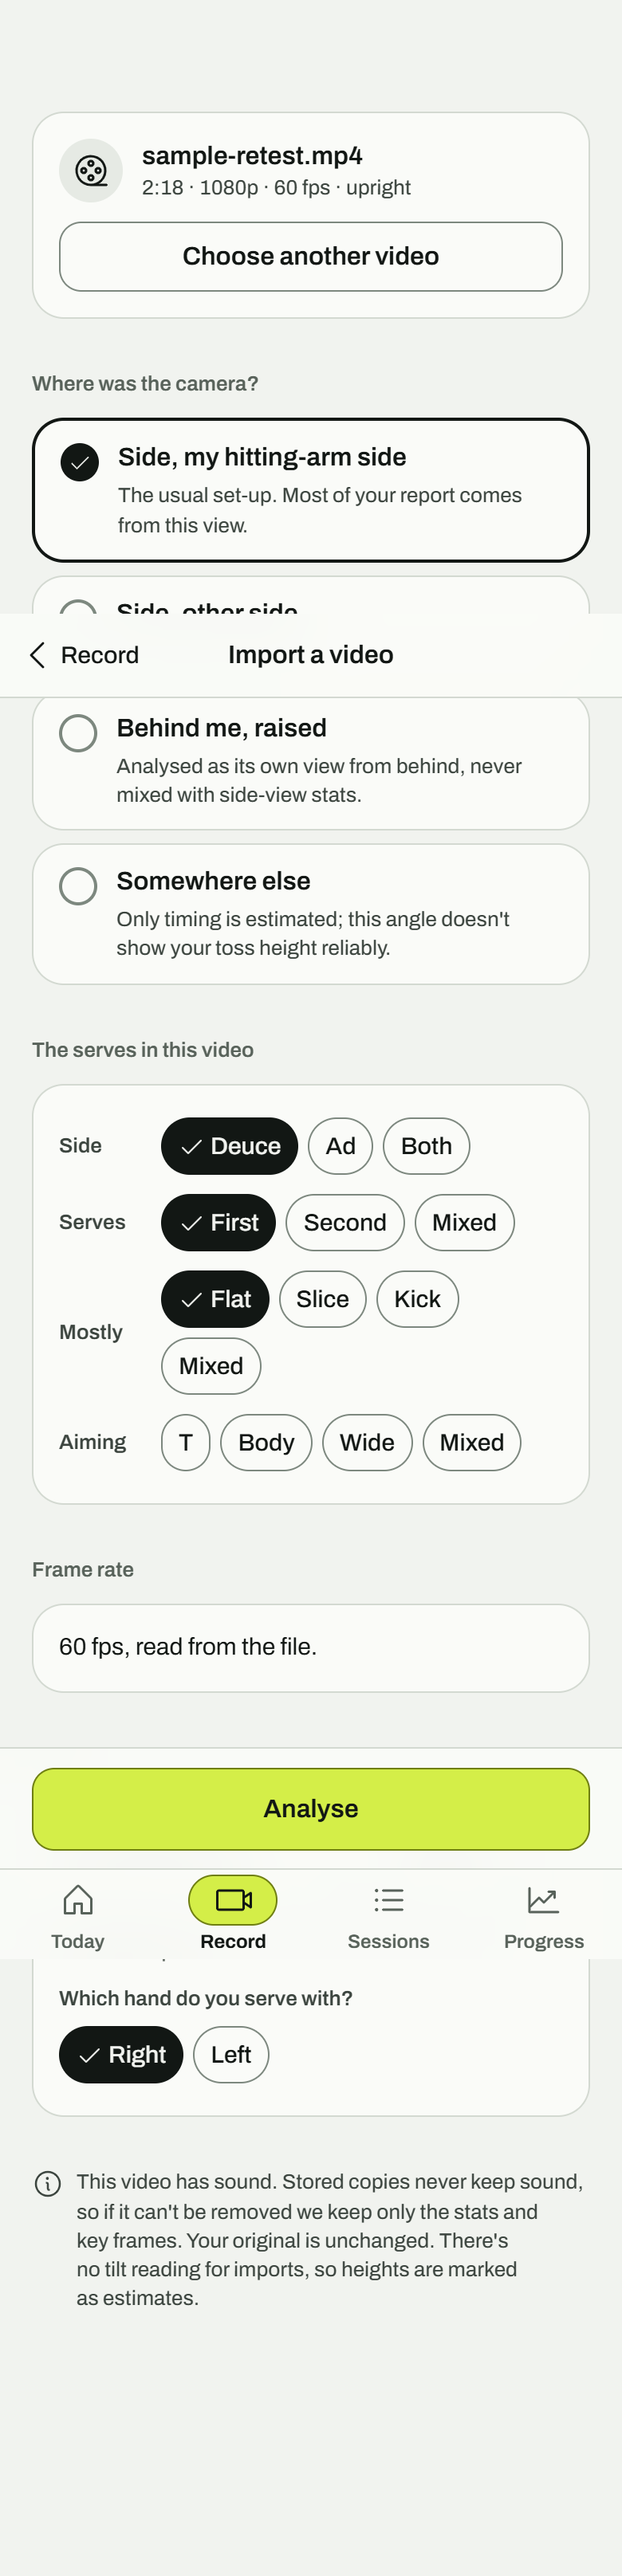 sample-retest.mp4
2:18 · 1080p · 60 fps · upright
Choose another video
Where was the camera?
Side, my hitting-arm side
The usual set-up. Most of your report comes
from this view.
Side, other side
Record
Import a video
Behind me, raised
Analysed as its own view from behind, never
mixed with side-view stats.
Somewhere else
Only timing is estimated; this angle doesn't
show your toss height reliably.
The serves in this video
Side Deuce Ad Both
Serves First Second Mixed
Mostly Flat Slice Kick
Mixed
Aiming T Body Wide Mixed
Frame rate
60 fps, read from the file.
Analyse
Today Record Sessions Progress
Which hand do you serve with?
Right Left
This video has sound. Stored copies never keep sound,
so if it can't be removed we keep only the stats and
key frames. Your original is unchanged. There's
no tilt reading for imports, so heights are marked
as estimates.